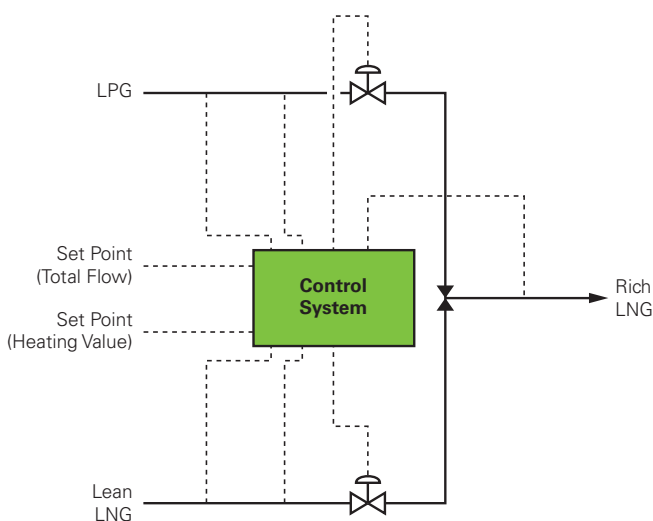 LPG
Set Point
(Total Flow)
Control
System
Set Point
(Heating Value)
Rich
LNG
Lean
LNG